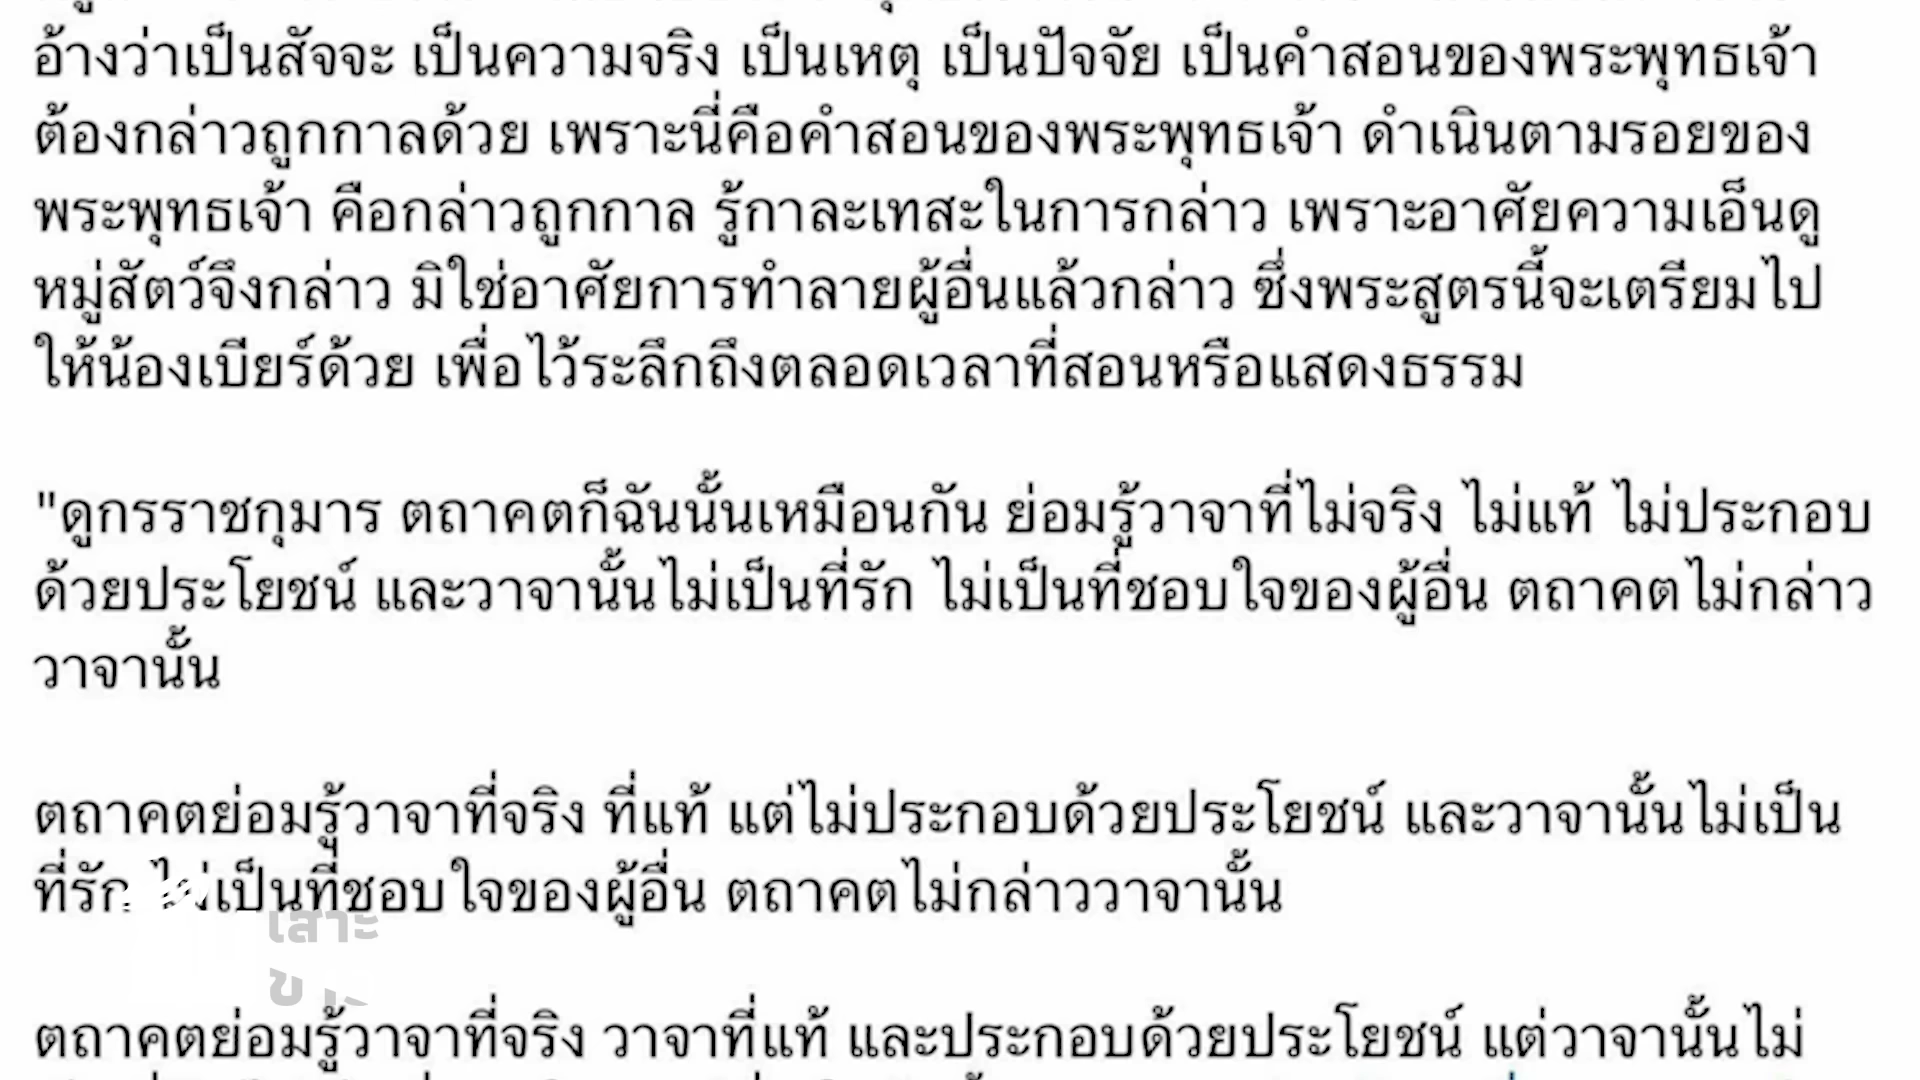 อ้างว่าเป็นสัจจะ เป็นความจริง เป็นเหตุ เป็นปัจจัย เป็นคำสอนของพระพุทธเจ้า
ต้องกล่าวถูกกาลด้วย เพราะนี่คือคำสอนของพระพุทธเจ้า ดำเนินตามรอยของ
พระพุทธเจ้า คือกล่าวถูกกาล รู้กาละเทสะในการกล่าว เพราะอาศัยความเอ็นดู
หมู่สัตว์จึงกล่าว มิใช่อาศัยการทำลายผู้อื่นแล้วกล่าว ซึ่งพระสูตรนี้จะเตรียมไป
ให้น้องเบียร์ด้วย เพื่อไว้ระลึกถึงตลอดเวลาที่สอนหรือแสดงธรรม
"ดูกรราชกุมาร ตถาคตก็ฉันนั้นเหมือนกัน ย่อมรู้วาจาที่ไม่จริง ไม่แท้ ไม่ประกอบ
ด้วยประโยชน์ และวาจานั้นไม่เป็นที่รัก ไม่เป็นที่ชอบใจของผู้อื่น ตถาคตไม่กล่าว
วาจานั้น
ตถาคตย่อมรู้วาจาที่จริง ที่แท้ แต่ไม่ประกอบด้วยประโยชน์ และวาจานั้นไม่เป็น
ที่รัก ไม่เป็นที่ชอบใจของผู้อื่น ตถาคตไม่กล่าววาจานั้น
เสาะ
ตถาคตย่อมรู้วาจาที่จริง วาจาที่แท้ และประกอบด้วยประโยชน์ แต่วาจานั้นไม่